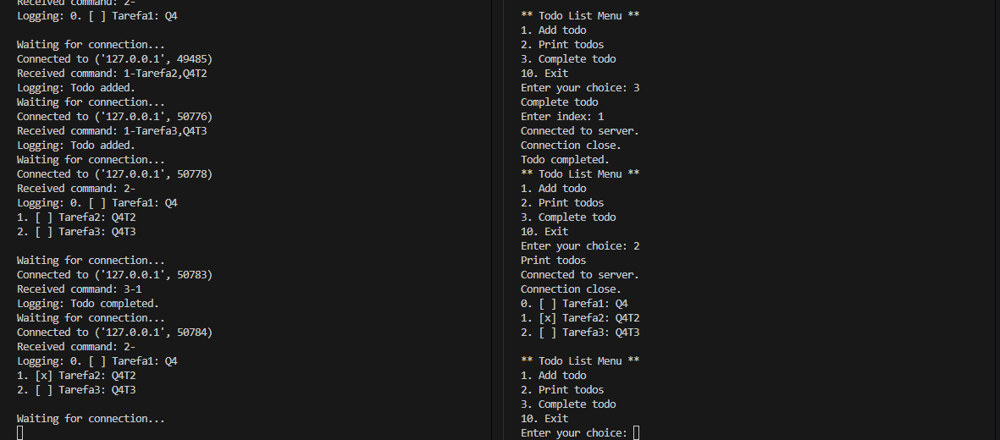 Received command: 2-
Logging: 0. [ ] Tarefa1: Q4
Waiting for connection...
Connected to ('127.0.0.1', 49485)
Received command: 1-Tarefa2,Q4T2
Logging: Todo added.
Waiting for connection...
Connected to ('127.0.0.1', 50776)
Received command: 1-Tarefa3,Q4T3
Logging: Todo added.
Waiting for connection...
Connected to ('127.0.0.1', 50778)
Received command: 2-
Logging: 0. [ ] Tarefa1: Q4
1. [ ] Tarefa2: Q4T2
2. [ ] Tarefa3: Q4T3
Waiting for connection...
Connected to ('127.0.0.1', 50783)
Received command: 3-1
Logging: Todo completed.
Waiting for connection...
Connected to ('127.0.0.1', 50784)
Received command: 2-
Logging: 0. [ ] Tarefa1: Q4
1. [x] Tarefa2: Q4T2
2. [ ] Tarefa3: Q4T3
Waiting for connection...
** Todo List Menu **
1. Add todo
2. Print todos
3. Complete todo
10. Exit
Enter your choice: 3
Complete todo
Enter index: 1
Connected to server.
Connection close.
Todo completed.
** Todo List Menu **
1. Add todo
2. Print todos
3. Complete todo
10. Exit
Enter your choice: 2
Print todos
Connected to server.
Connection close.
0. [ ] Tarefa1: Q4
1. [x] Tarefa2: Q4T2
2. [ ] Tarefa3: Q4T3
** Todo List Menu **
1. Add todo
2. Print todos
3. Complete todo
10. Exit
Enter your choice: